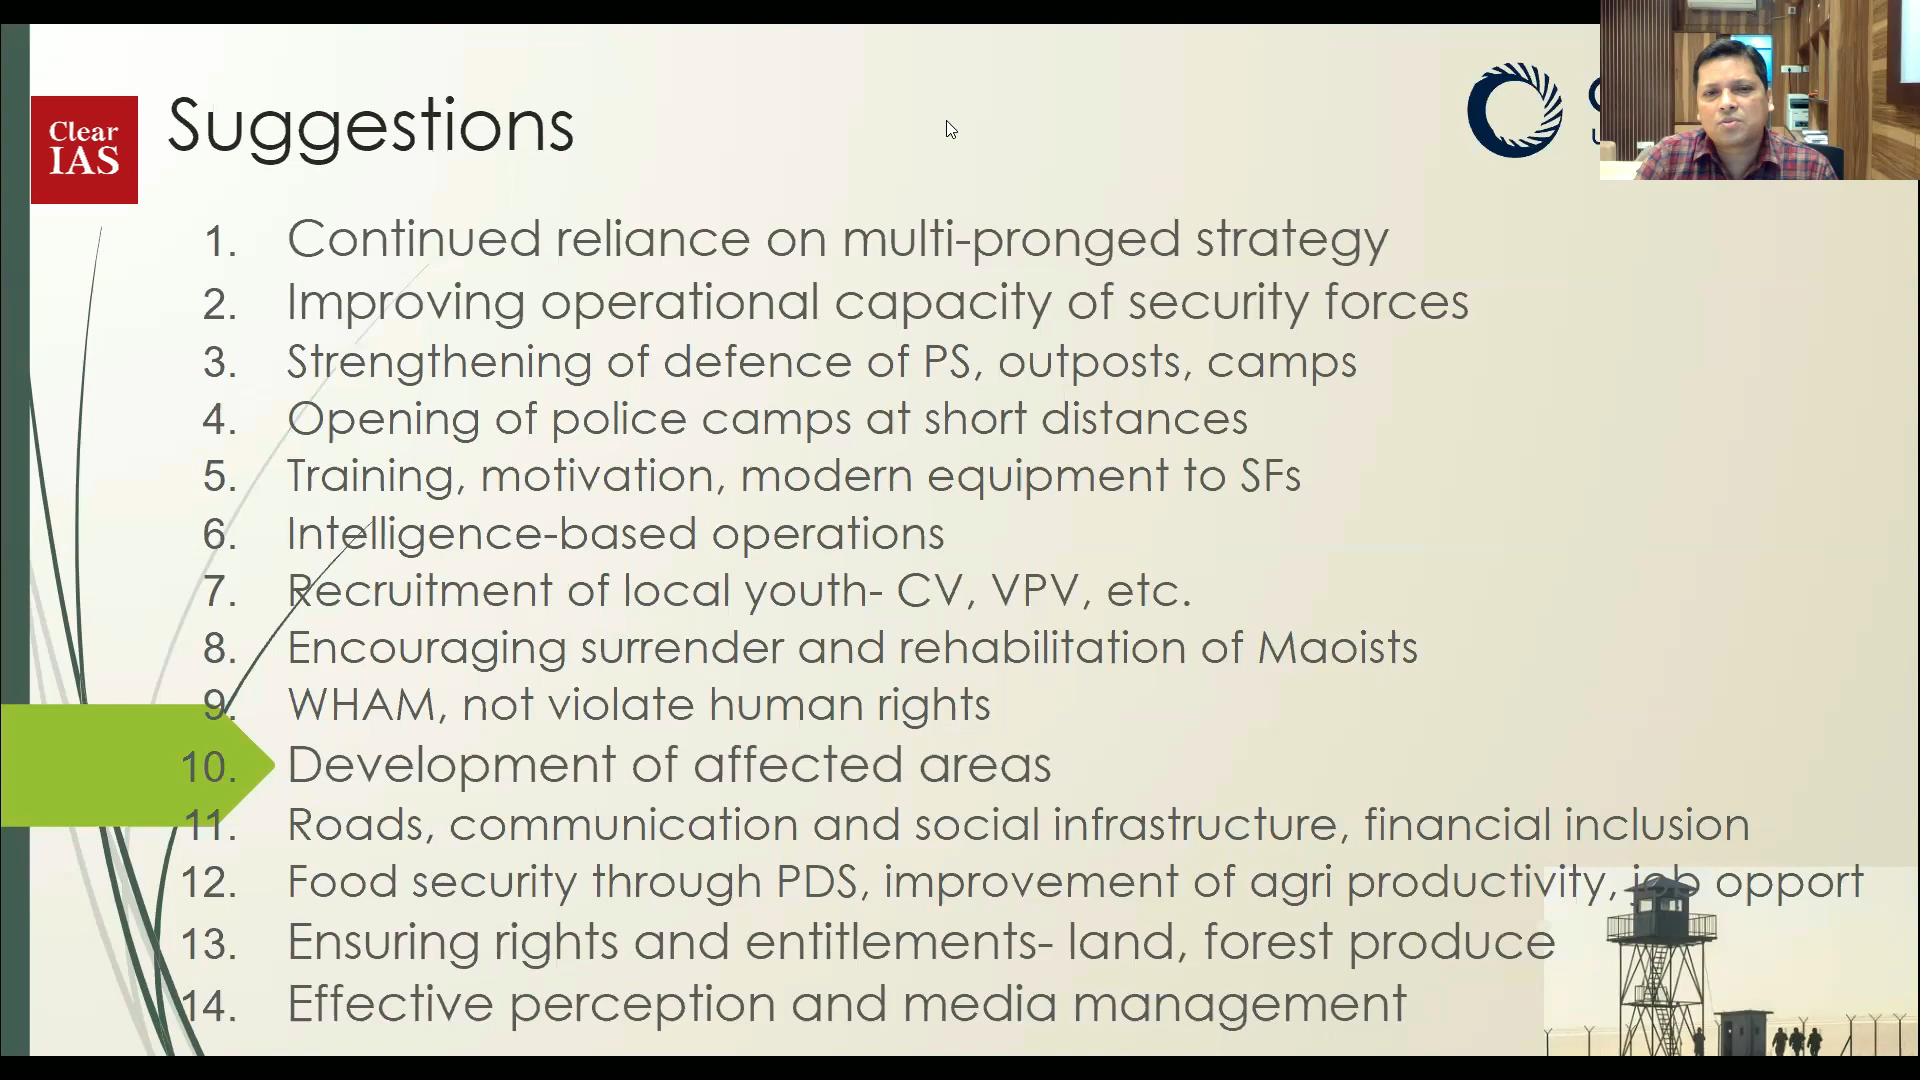 Clear
IAS
Suggestions
1. Continued reliance on multi-pronged strategy
2. Improving operational capacity of security forces
3. Strengthening of defence of PS, outposts, camps
4. Opening of police camps at short distances
5. Training, motivation, modern equipment to SFs
6. Intelligence-based operations
7. Recruitment of local youth- CV, VPV, etc.
8. Encouraging surrender and rehabilitation of Maoists
9. WHAM, not violate human rights
10. Development of affected areas
11. Roads, communication and social infrastructure, financial inclusion
12. Food security through PDS, improvement of agri productivity, job opport
13. Ensuring rights and entitlements- land, forest produce
14. Effective perception and media management